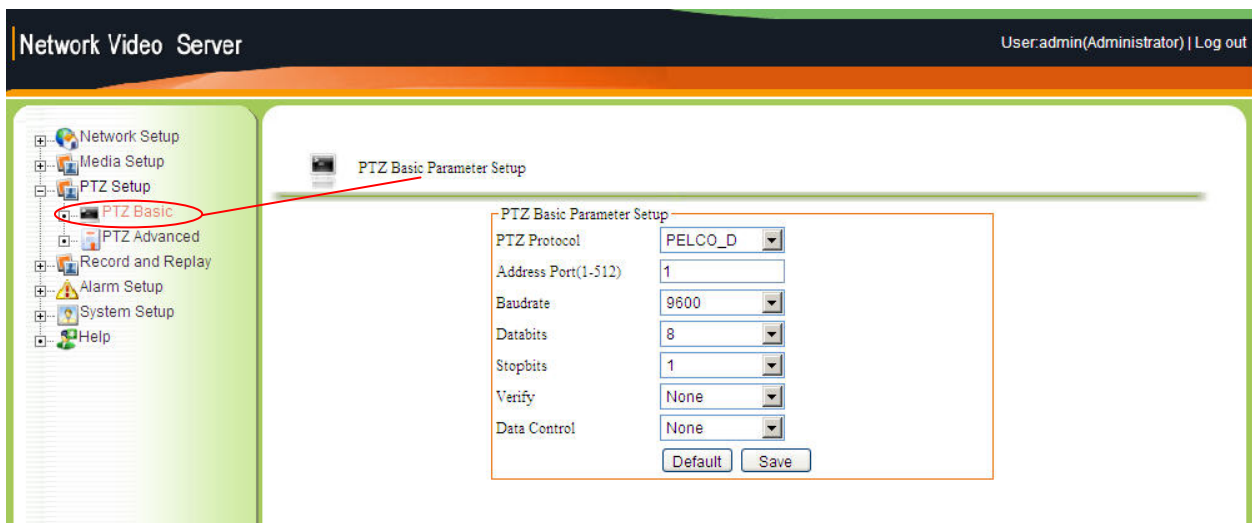 Network Video Server
User:admin(Administrator) | Log out
Network Setup
Media Setup
PTZ Setup
PTZ Basic
PTZ Advanced
Record and Replay
Alarm Setup
System Setup
Help
PTZ Basic Parameter Setup
PTZ Basic Parameter Setup
PTZ Protocol PELCO_D
Address Port(1-512) 1
Baudrate 9600
Databits 8
Stopbits 1
Verify None
Data Control None
Default Save